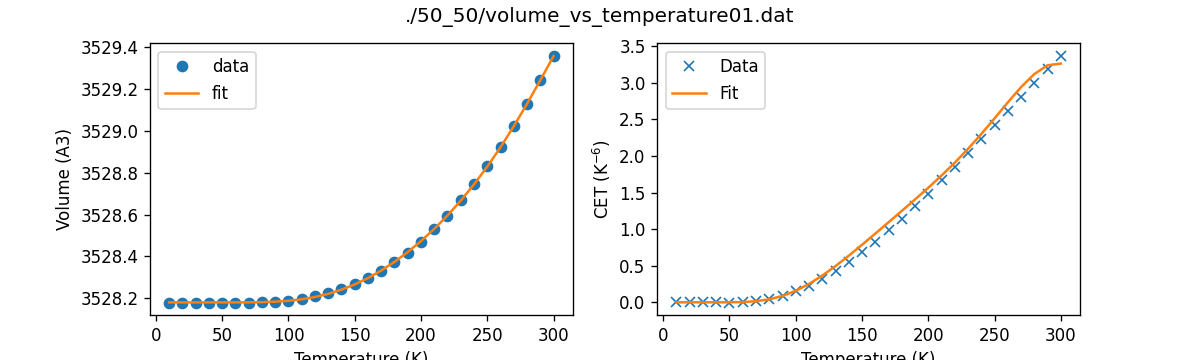 ./50_50/volume_vs_temperature01.dat
Volume (A3)
3529.4
3529.2
3529.0
3528.8
3528.6
3528.4
3528.2
data
fit
0 50 100 150 200 250 300
Temperature (K)
CET (K⁻⁶)
3.5
3.0
2.5
2.0
1.5
1.0
0.5
0.0
Data
Fit
0 50 100 150 200 250 300
Temperature (K)